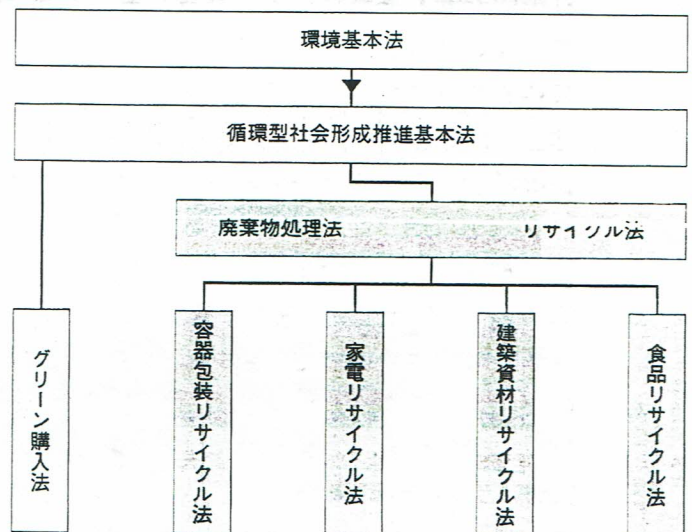 環境基本法
循環型社会形成推進基本法
廃棄物処理法 リサイクル法
グリーン購入法
容器包装リサイクル法
家電リサイクル法
建築資材リサイクル法
食品リサイクル法